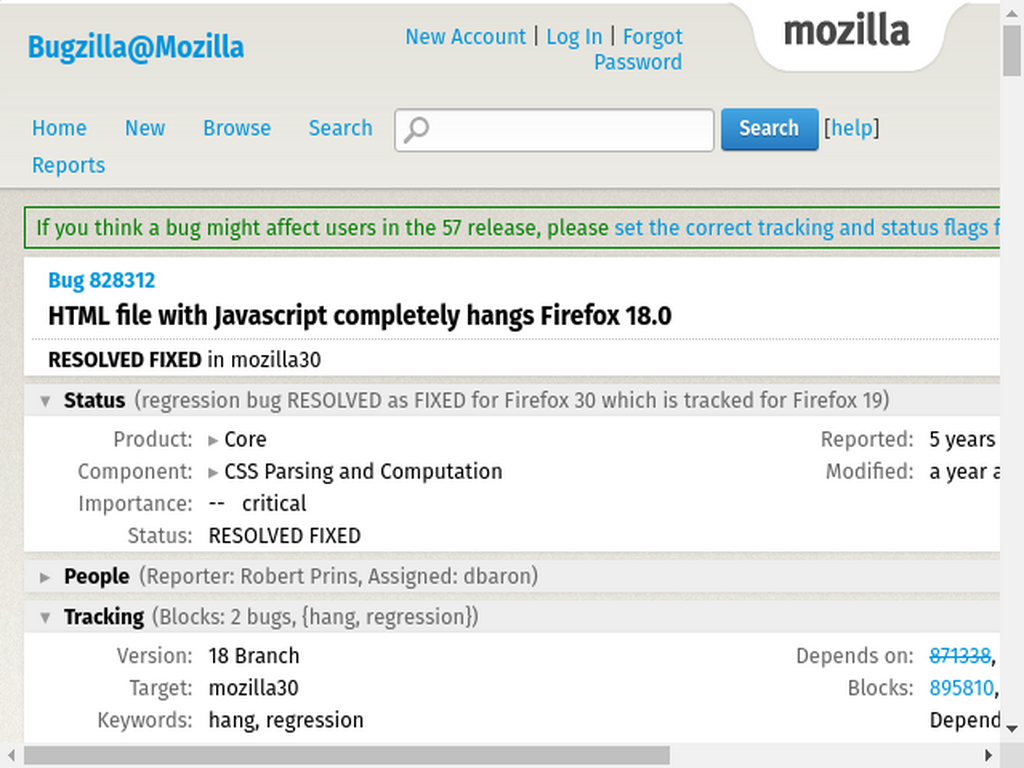 Bugzilla@Mozilla
New Account | Log In | Forgot
Password
mozilla
Home New Browse Search
Search [help]
Reports
If you think a bug might affect users in the 57 release, please set the correct tracking and status flags
Bug 828312
HTML file with Javascript completely hangs Firefox 18.0
RESOLVED FIXED in mozilla30
Status (regression bug RESOLVED as FIXED for Firefox 30 which is tracked for Firefox 19)
Product: Core
Reported: 5 years
Component: CSS Parsing and Computation
Modified: a year a
Importance: -- critical
Status: RESOLVED FIXED
People (Reporter: Robert Prins, Assigned: dbaron)
Tracking (Blocks: 2 bugs, {hang, regression})
Version: 18 Branch
Depends on: 871338,
Target: mozilla30
Blocks: 895810,
Keywords: hang, regression
Depend